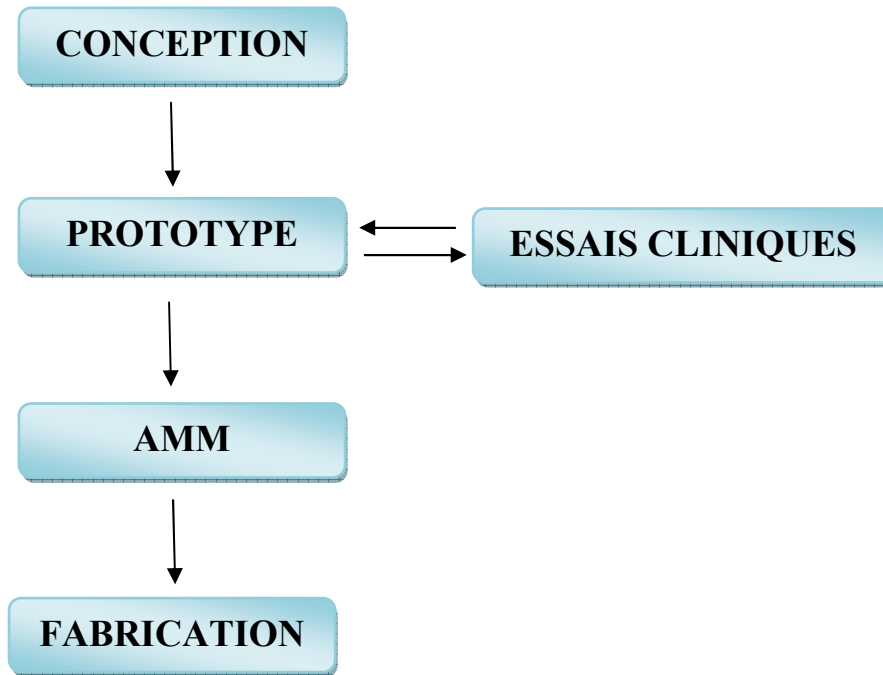 CONCEPTION
PROTOTYPE
ESSAIS CLINIQUES
AMM
FABRICATION